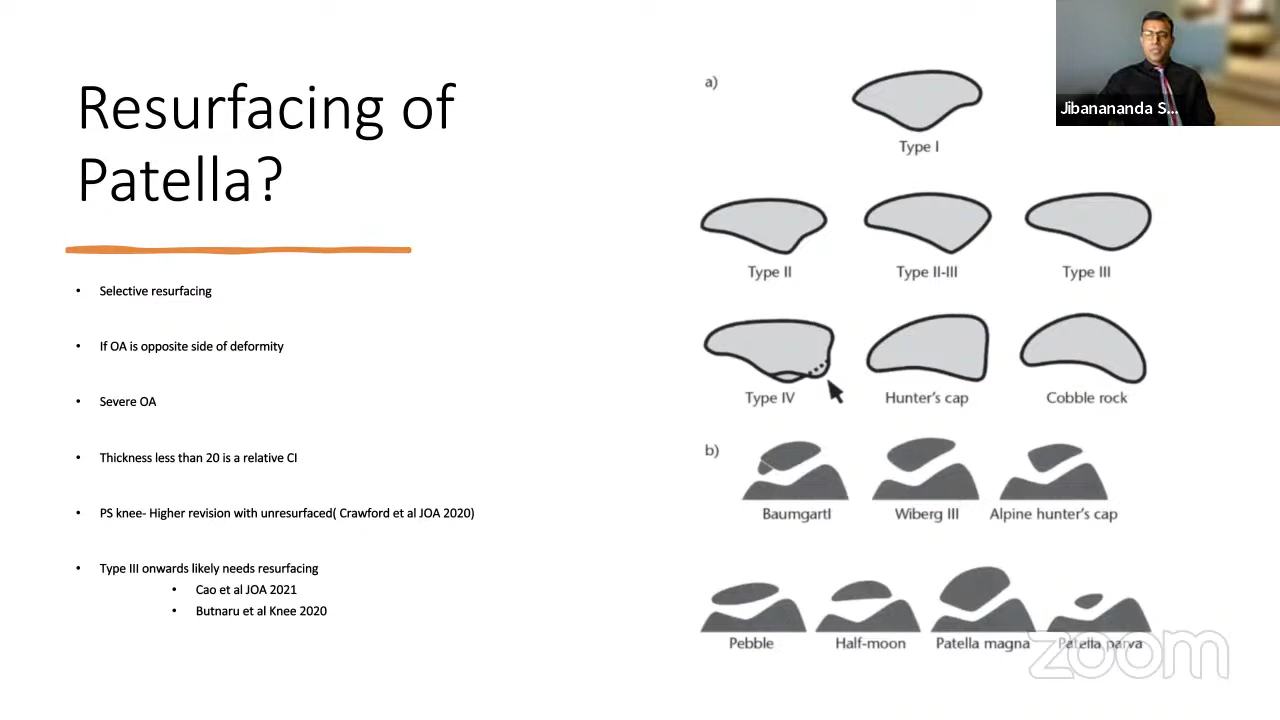 Resurfacing of
Patella?
• Selective resurfacing
• If OA is opposite side of deformity
• Severe OA
• Thickness less than 20 is a relative CI
• PS knee- Higher revision with unresurfaced( Crawford et al JOA 2020)
• Type III onwards likely needs resurfacing
• Cao et al JOA 2021
• Butnaru et al Knee 2020
a)
Type I
Type II Type II-III Type III
Type IV Hunter's cap Cobble rock
b)
Baumgartl Wiberg III Alpine hunter's cap
Pebble Half-moon Patella magna Patella parva
Jibanananda S...
zoom